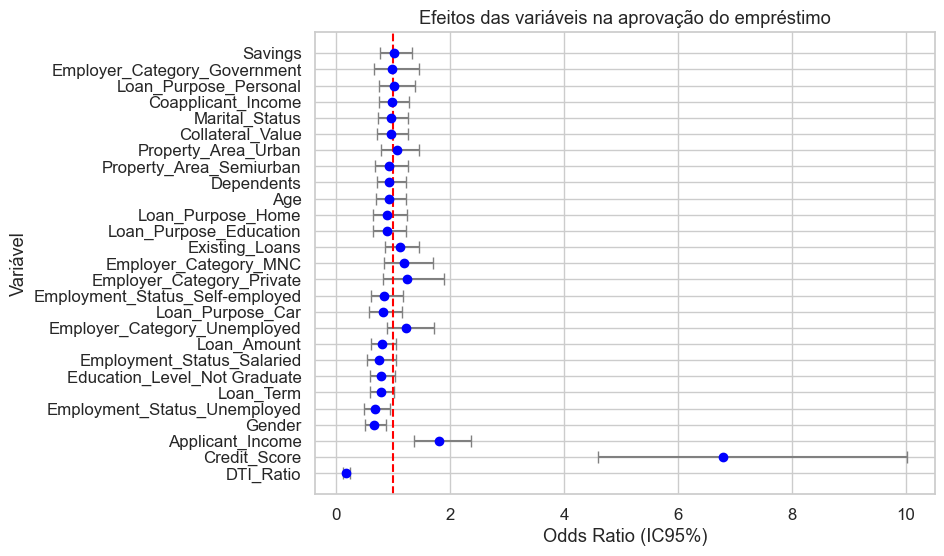 Efeitos das variáveis na aprovação do empréstimo
Variável
Savings
Employer_Category_Government
Loan_Purpose_Personal
Coapplicant_Income
Marital_Status
Collateral_Value
Property_Area_Urban
Property_Area_Semiurban
Dependents
Age
Loan_Purpose_Home
Loan_Purpose_Education
Existing_Loans
Employer_Category_MNC
Employer_Category_Private
Employment_Status_Self-employed
Loan_Purpose_Car
Employer_Category_Unemployed
Loan_Amount
Employment_Status_Salaried
Education_Level_Not Graduate
Loan_Term
Employment_Status_Unemployed
Gender
Applicant_Income
Credit_Score
DTI_Ratio
0 2 4 6 8 10
Odds Ratio (IC95%)